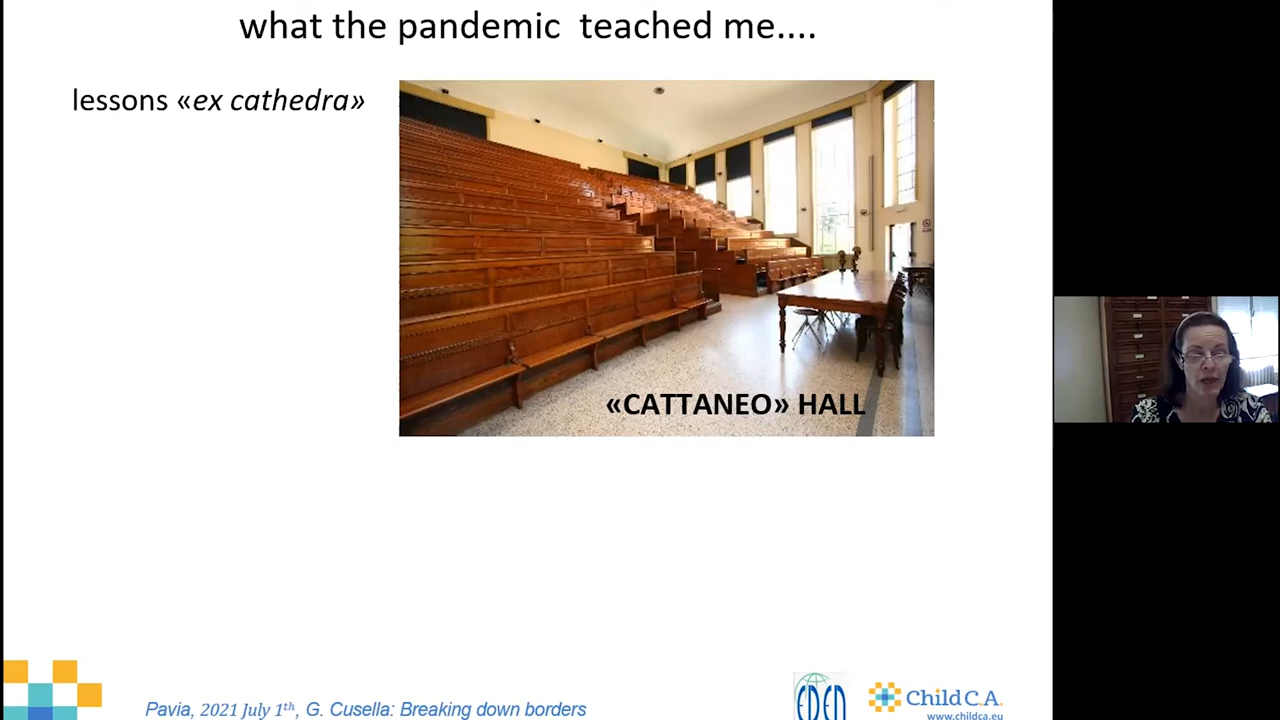 what the pandemic  teached me....
lessons «ex cathedra»
«CATTANEO» HALL
Pavia, 2021 July 1th, G. Cusella: Breaking down borders
EDEN
Child C.A.
www.childca.eu